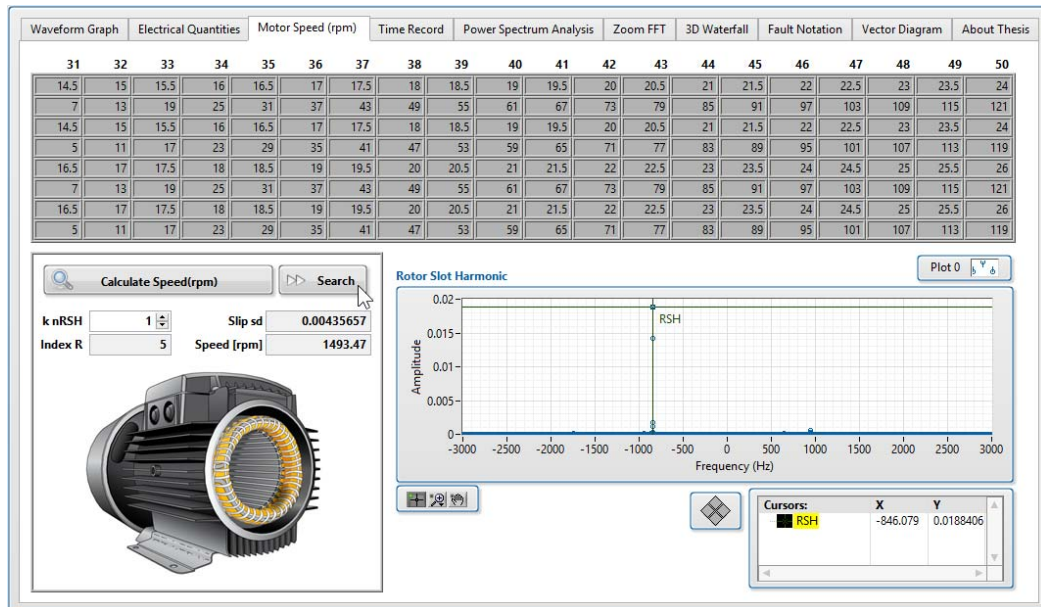 Waveform Graph Electrical Quantities Motor Speed (rpm) Time Record Power Spectrum Analysis Zoom FFT 3D Waterfall Fault Notation Vector Diagram About Thesis
31 32 33 34 35 36 37 38 39 40 41 42 43 44 45 46 47 48 49 50
14.5 15 15.5 16 16.5 17 17.5 18 18.5 19 19.5 20 20.5 21 21.5 22 22.5 23 23.5 24
7 13 19 25 31 37 43 49 55 61 67 73 79 85 91 97 103 109 115 121
14.5 15 15.5 16 16.5 17 17.5 18 18.5 19 19.5 20 20.5 21 21.5 22 22.5 23 23.5 24
5 11 17 23 29 35 41 47 53 59 65 71 77 83 89 95 101 107 113 119
16.5 17 17.5 18 18.5 19 19.5 20 20.5 21 21.5 22 22.5 23 23.5 24 24.5 25 25.5 26
7 13 19 25 31 37 43 49 55 61 67 73 79 85 91 97 103 109 115 121
16.5 17 17.5 18 18.5 19 19.5 20 20.5 21 21.5 22 22.5 23 23.5 24 24.5 25 25.5 26
5 11 17 23 29 35 41 47 53 59 65 71 77 83 89 95 101 107 113 119
Calculate Speed(rpm) Search
k nRSH 1 Slip sd 0.00435657
Index R 5 Speed [rpm] 1493.47
Rotor Slot Harmonic
Plot 0
0.02
0.015
0.01
0.005
0
Amplitude
RSH
-3000 -2500 -2000 -1500 -1000 -500 0 500 1000 1500 2000 2500 3000
Frequency (Hz)
Cursors: X Y
RSH -846.079 0.0188406